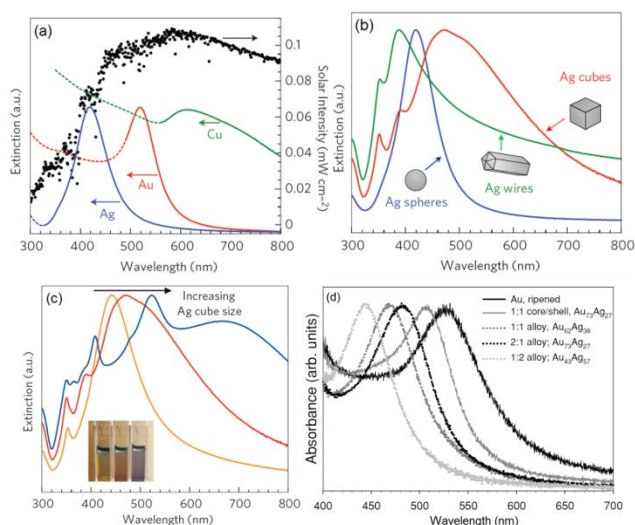 (a)
Extinction (a.u.)
Cu
Au
Ag
300 400 500 600 700 800
Wavelength (nm)
0.1
0.08
0.06
0.04
0.02
0
Solar Intensity (mW cm⁻²)
(b)
Extinction (a.u.)
Ag cubes
Ag wires
Ag spheres
300 400 500 600 700 800
Wavelength (nm)
(c)
Increasing
Ag cube size
Extinction (a.u.)
300 400 500 600 700 800
Wavelength (nm)
(d)
Au, ripened
1:1 core/shell, Au₇₃Ag₂₇
1:1 alloy, Au₆₂Ag₃₈
2:1 alloy; Au₇₃Ag₂₇
1:2 alloy; Au₄₃Ag₅₇
Absorbance (arb. units)
400 450 500 550 600 650 700
Wavelength (nm)